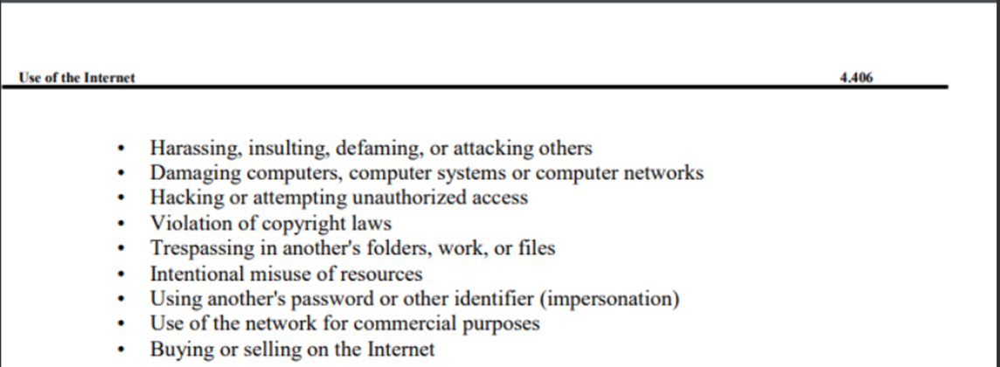 Use of the Internet 4.406
• Harassing, insulting, defaming, or attacking others
• Damaging computers, computer systems or computer networks
• Hacking or attempting unauthorized access
• Violation of copyright laws
• Trespassing in another's folders, work, or files
• Intentional misuse of resources
• Using another's password or other identifier (impersonation)
• Use of the network for commercial purposes
• Buying or selling on the Internet